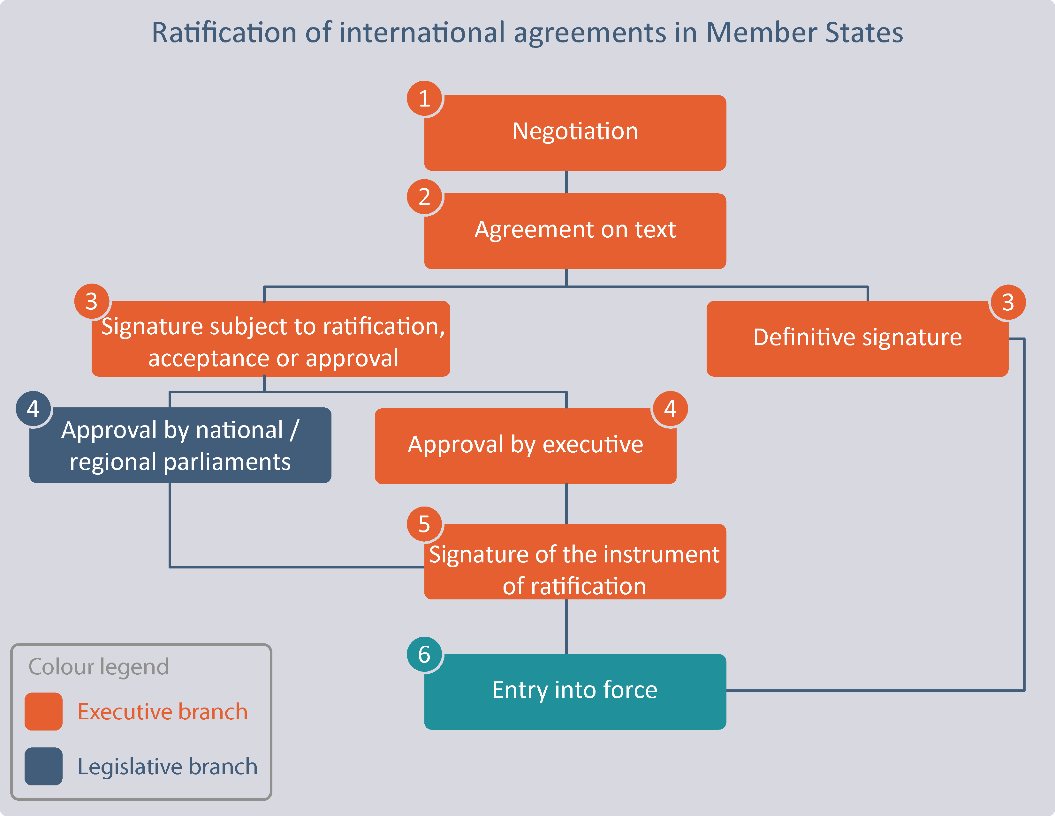 Ratification of international agreements in Member States
1
Negotiation
2
Agreement on text
3
Signature subject to ratification,
acceptance or approval
3
Definitive signature
4
Approval by national /
regional parliaments
4
Approval by executive
5
Signature of the instrument
of ratification
6
Entry into force
Colour legend
Executive branch
Legislative branch